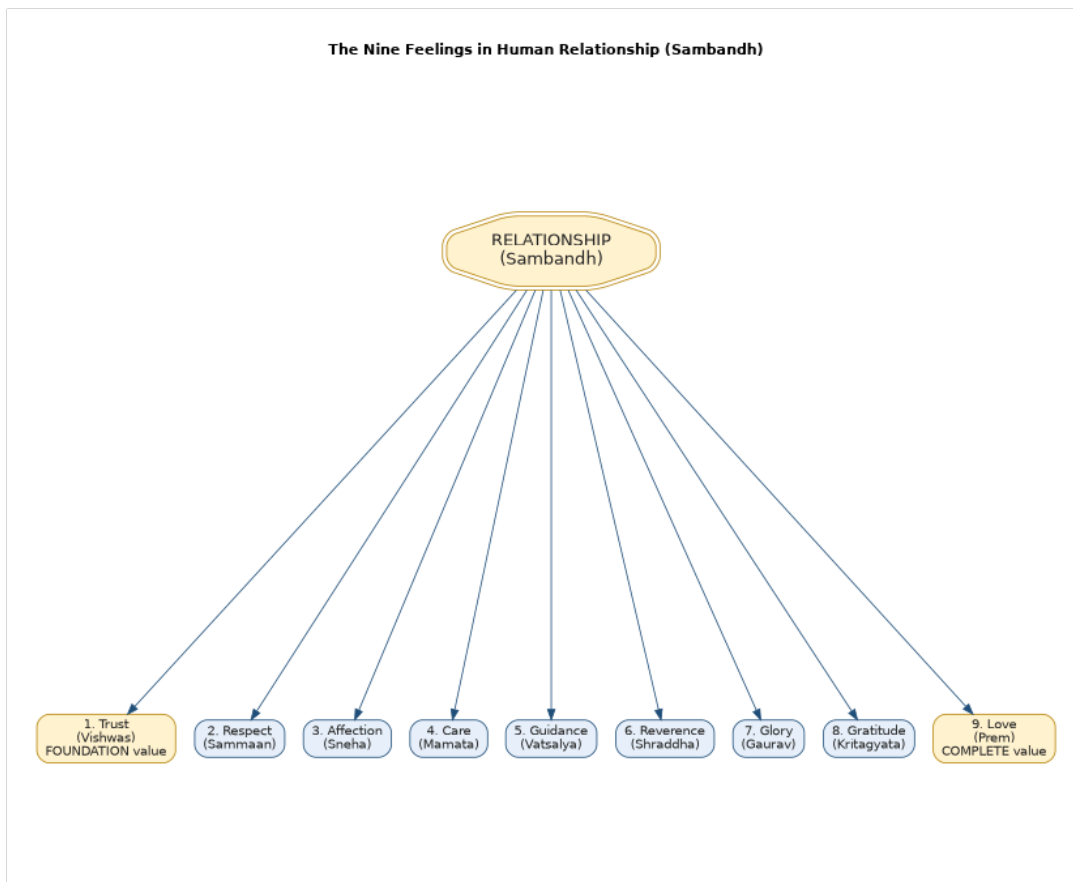 The Nine Feelings in Human Relationship (Sambandh)
RELATIONSHIP
(Sambandh)
1. Trust
(Vishwas)
FOUNDATION value
2. Respect
(Sammaan)
3. Affection
(Sneha)
4. Care
(Mamata)
5. Guidance
(Vatsalya)
6. Reverence
(Shraddha)
7. Glory
(Gaurav)
8. Gratitude
(Kritagyata)
9. Love
(Prem)
COMPLETE value